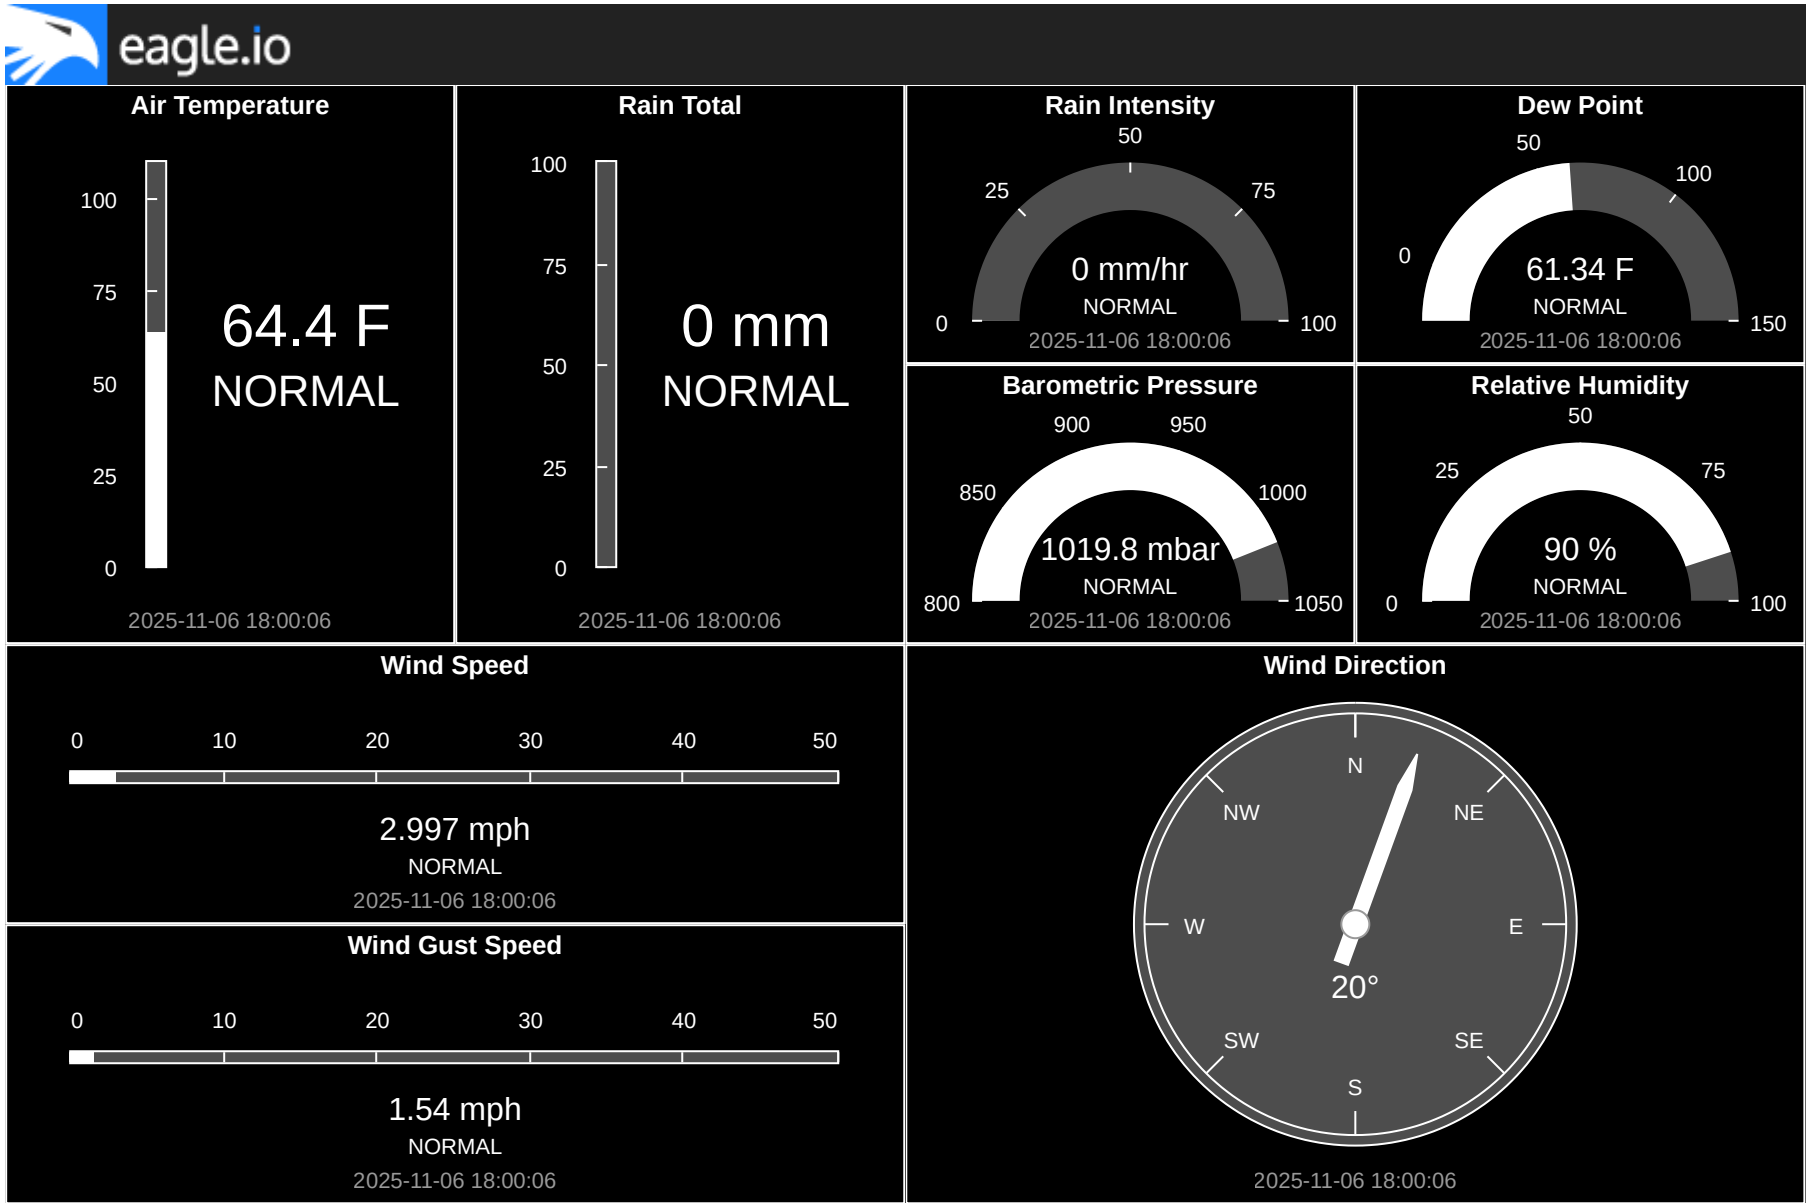 eagle.io
Air Temperature
100
75
50
25
0
64.4 F
NORMAL
2025-11-06 18:00:06
Rain Total
100
75
50
25
0
0 mm
NORMAL
2025-11-06 18:00:06
Rain Intensity
50
25
75
0
100
0 mm/hr
NORMAL
2025-11-06 18:00:06
Dew Point
50
100
0
150
61.34 F
NORMAL
2025-11-06 18:00:06
Barometric Pressure
900
950
850
1000
800
1050
1019.8 mbar
NORMAL
2025-11-06 18:00:06
Relative Humidity
50
25
75
0
100
90 %
NORMAL
2025-11-06 18:00:06
Wind Speed
0 10 20 30 40 50
2.997 mph
NORMAL
2025-11-06 18:00:06
Wind Gust Speed
0 10 20 30 40 50
1.54 mph
NORMAL
2025-11-06 18:00:06
Wind Direction
N
NW
NE
W
E
20°
SW
SE
S
2025-11-06 18:00:06